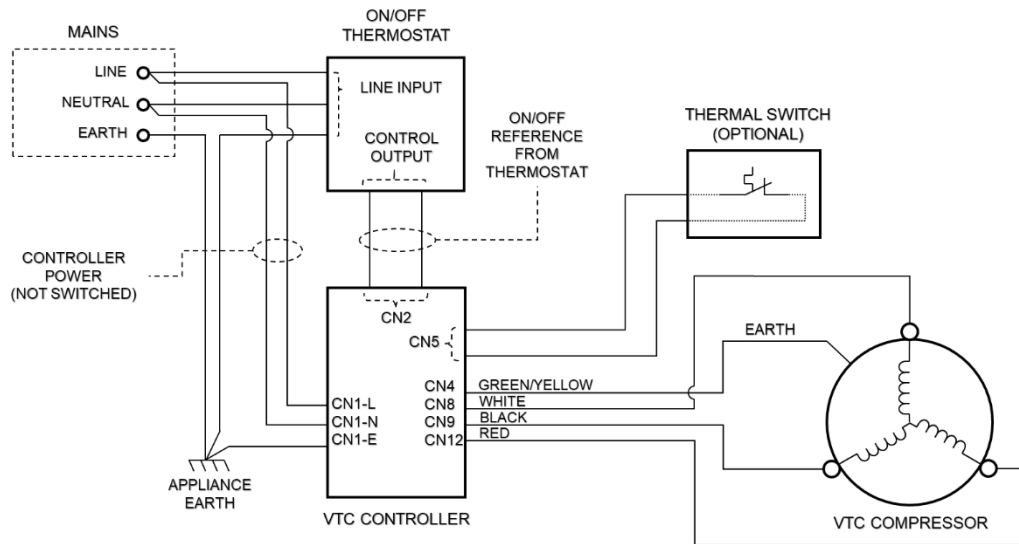 MAINS
LINE
NEUTRAL
EARTH
ON/OFF
THERMOSTAT
LINE INPUT
CONTROL
OUTPUT
ON/OFF
REFERENCE
FROM
THERMOSTAT
THERMAL SWITCH
(OPTIONAL)
CONTROLLER
POWER
(NOT SWITCHED)
CN2
CN5
CN4
CN8
CN9
CN12
GREEN/YELLOW
WHITE
BLACK
RED
CN1-L
CN1-N
CN1-E
EARTH
APPLIANCE
EARTH
VTC CONTROLLER
VTC COMPRESSOR